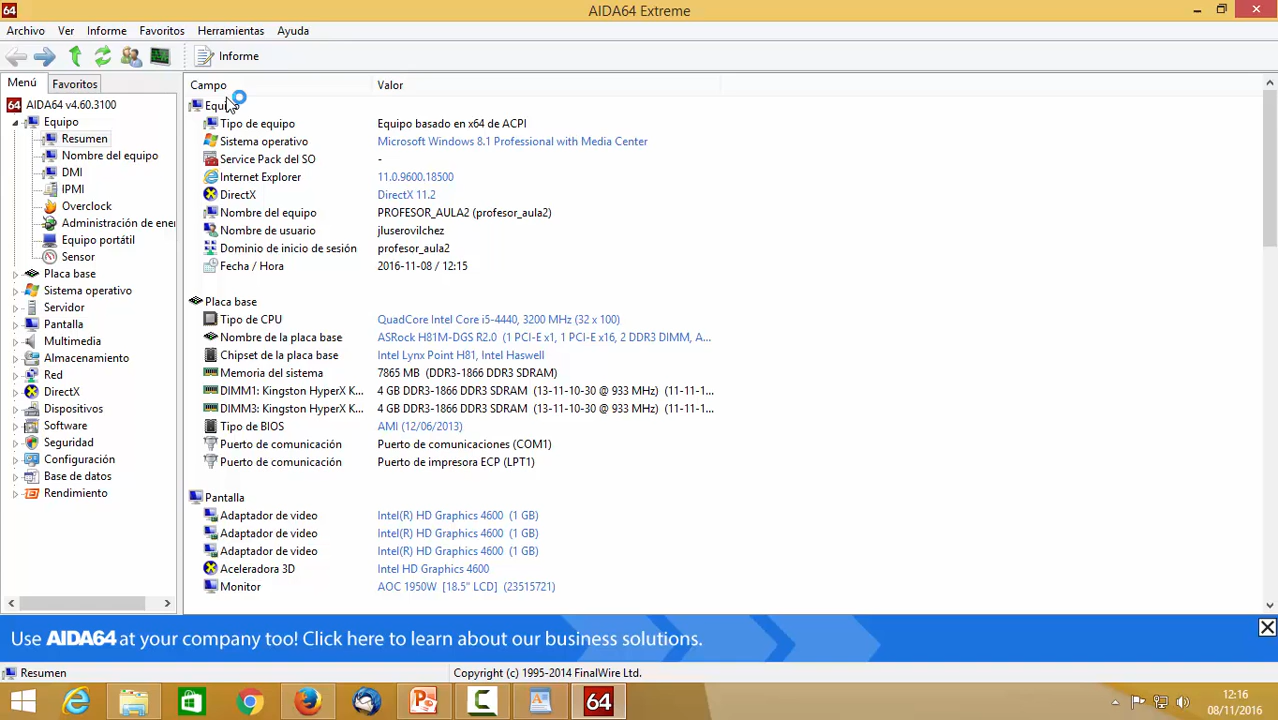 64 AIDA64 Extreme
Archivo Ver Informe Favoritos Herramientas Ayuda
Informe
Menú Favoritos
64 AIDA64 v4.60.3100
Equipo
Resumen
Nombre del equipo
DMI
IPMI
Overclock
Administración de ener
Equipo portátil
Sensor
Placa base
Sistema operativo
Servidor
Pantalla
Multimedia
Almacenamiento
Red
DirectX
Dispositivos
Software
Seguridad
Configuración
Base de datos
Rendimiento
Campo Valor
Tipo de equipo Equipo basado en x64 de ACPI
Sistema operativo Microsoft Windows 8.1 Professional with Media Center
Service Pack del SO -
Internet Explorer 11.0.9600.18500
DirectX DirectX 11.2
Nombre del equipo PROFESOR_AULA2 (profesor_aula2)
Nombre de usuario jluserovilchez
Dominio de inicio de sesión profesor_aula2
Fecha / Hora 2016-11-08 / 12:15
Placa base
Tipo de CPU QuadCore Intel Core i5-4440, 3200 MHz (32 x 100)
Nombre de la placa base ASRock H81M-DGS R2.0 (1 PCI-E x1, 1 PCI-E x16, 2 DDR3 DIMM, A...
Chipset de la placa base Intel Lynx Point H81, Intel Haswell
Memoria del sistema 7865 MB (DDR3-1866 DDR3 SDRAM)
DIMM1: Kingston HyperX K... 4 GB DDR3-1866 DDR3 SDRAM (13-11-10-30 @ 933 MHz) (11-11-1...
DIMM3: Kingston HyperX K... 4 GB DDR3-1866 DDR3 SDRAM (13-11-10-30 @ 933 MHz) (11-11-1...
Tipo de BIOS AMI (12/06/2013)
Puerto de comunicación Puerto de comunicaciones (COM1)
Puerto de comunicación Puerto de impresora ECP (LPT1)
Pantalla
Adaptador de video Intel(R) HD Graphics 4600 (1 GB)
Adaptador de video Intel(R) HD Graphics 4600 (1 GB)
Adaptador de video Intel(R) HD Graphics 4600 (1 GB)
Aceleradora 3D Intel HD Graphics 4600
Monitor AOC 1950W [18.5" LCD] (23515721)
Use AIDA64 at your company too! Click here to learn about our business solutions.
Resumen Copyright (c) 1995-2014 FinalWire Ltd.
64
12:16
08/11/2016